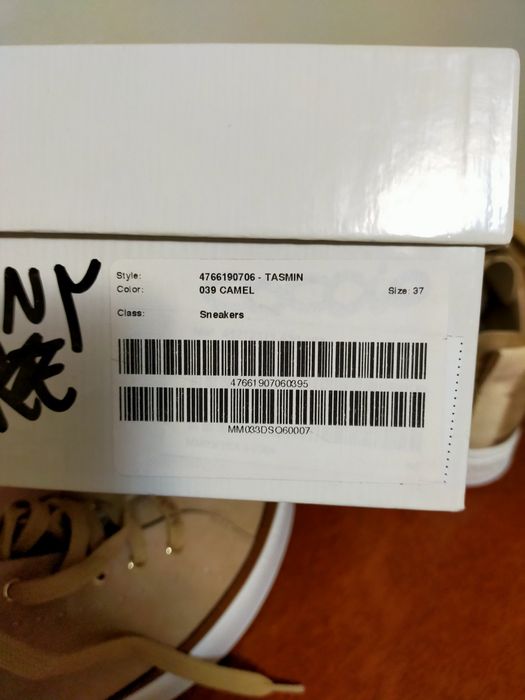 Style: 4766190706 - TASMIN
Color: 039 CAMEL Size: 37
Class: Sneakers
47661907060395
MM033DSO60007